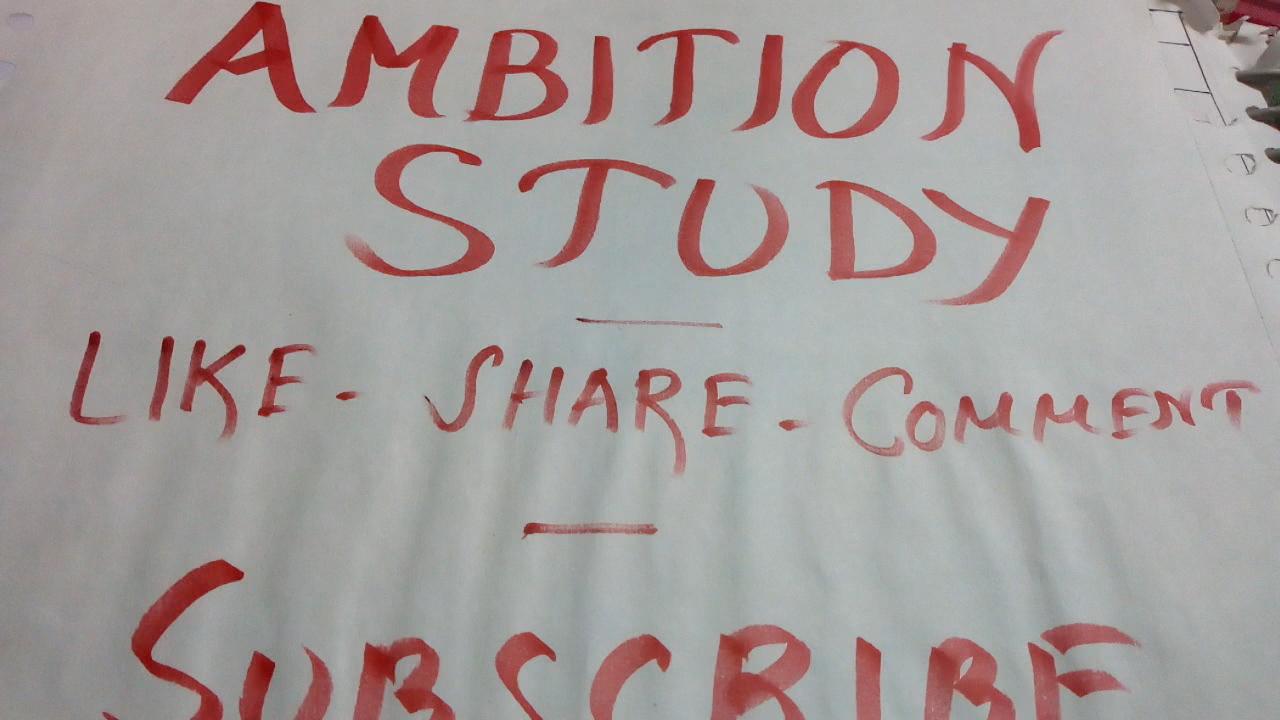 AMBITION
STUDY
LIKE - SHARE - COMMENT
SUBSCRIBE